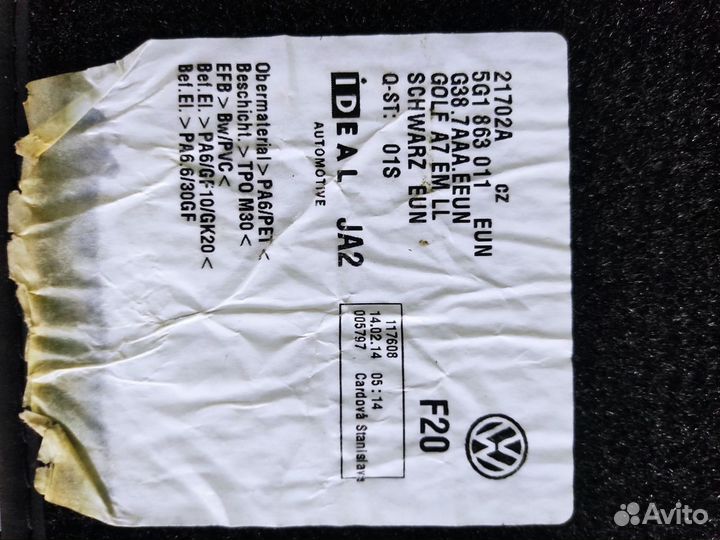 21702A
CZ
5G1 863 011 EUN
G38.7AAA.EEUN
GOLF A7 EM LL
SCHWARZ EUN
Q-ST: 01S
F20
IDEAL JA2
AUTOMOTIVE
117608
14.02.14 05:14
005797 Cardová Stanislava
Obermaterial > PA6/PET <
Beschicht. > TPO M30 <
EFB > Bw/PVC <
Bef.El. > PA6/GF10/GK20 <
Bef.El. > PA6.6/30GF
Avito